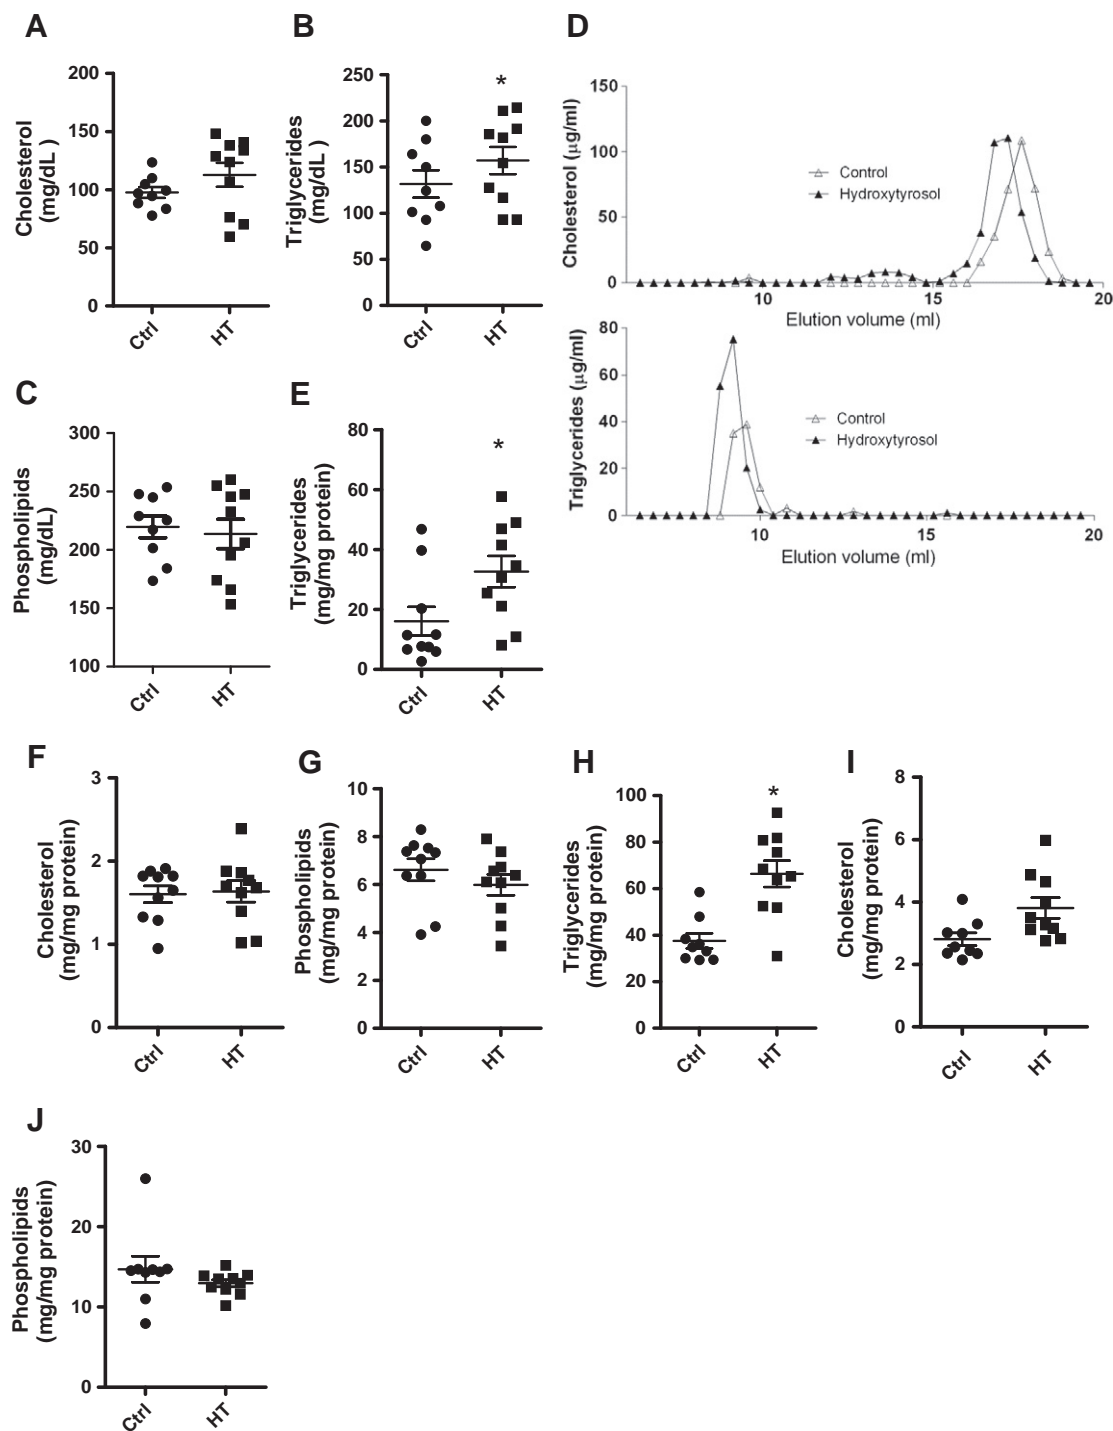 A
Cholesterol
(mg/dL )
200
150
100
50
0
Ctrl
HT
B
Triglycerides
(mg/dL )
250
200
150
100
50
0
*
Ctrl
HT
D
Cholesterol (µg/ml)
150
100
50
0
Control
Hydroxytyrosol
10
15
20
Elution volume (ml)
Triglycerides (µg/ml)
80
60
40
20
0
Control
Hydroxytyrosol
10
15
20
Elution volume (ml)
C
Phospholipids
(mg/dL)
300
250
200
150
100
Ctrl
HT
E
Triglycerides
(mg/mg protein)
80
60
40
20
0
*
Ctrl
HT
F
Cholesterol
(mg/mg protein)
3
2
1
0
Ctrl
HT
G
Phospholipids
(mg/mg protein)
10
8
6
4
2
0
Ctrl
HT
H
Triglycerides
(mg/mg protein)
100
80
60
40
20
0
*
Ctrl
HT
I
Cholesterol
(mg/mg protein)
8
6
4
2
0
Ctrl
HT
J
Phospholipids
(mg/mg protein)
30
20
10
0
Ctrl
HT